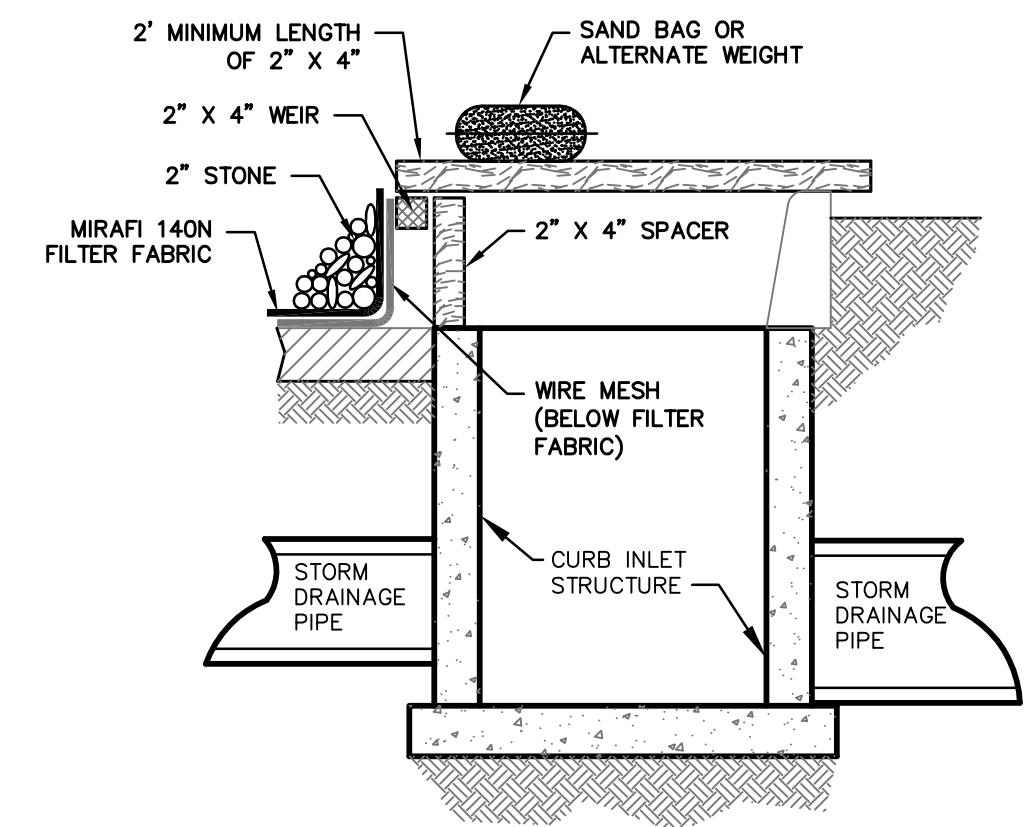 2' MINIMUM LENGTH
OF 2" X 4"
SAND BAG OR
ALTERNATE WEIGHT
2" X 4" WEIR
2" STONE
MIRAFI 140N
FILTER FABRIC
2" X 4" SPACER
WIRE MESH
(BELOW FILTER
FABRIC)
CURB INLET
STRUCTURE
STORM
DRAINAGE
PIPE
STORM
DRAINAGE
PIPE